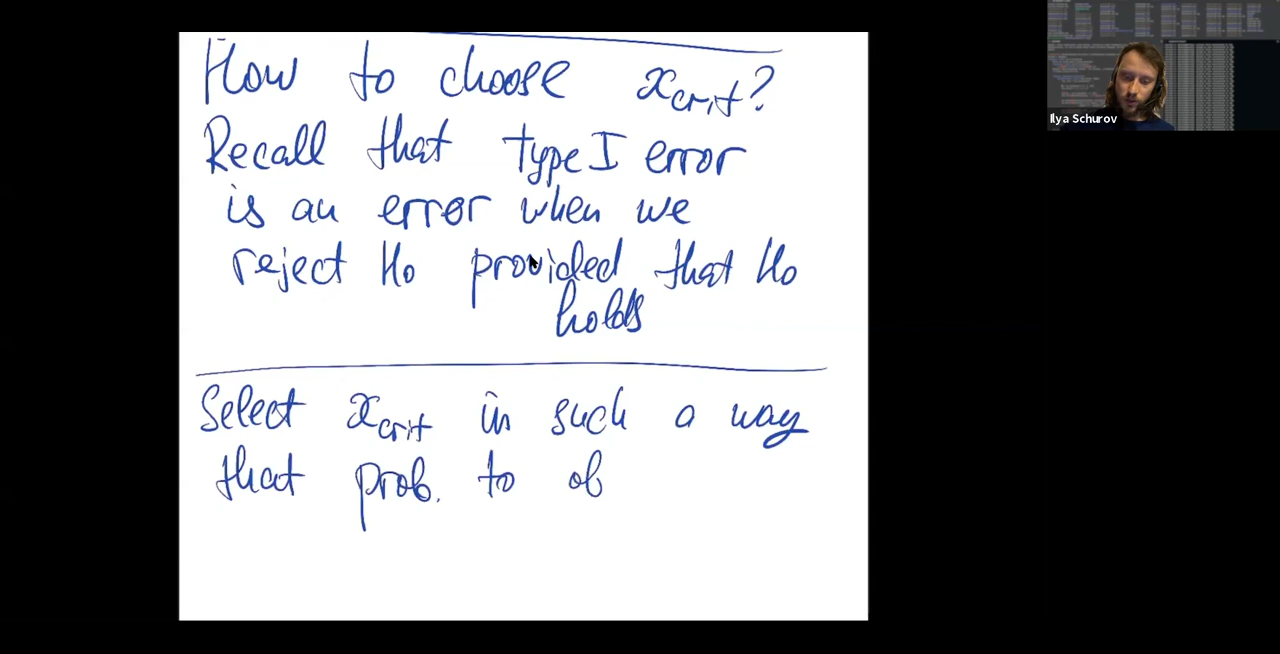 How to choose x_crit?
Recall that type I error
is an error when we
reject H₀ provided that H₀
holds
Select x_crit in such a way
that prob. to ob
Ilya Schurov